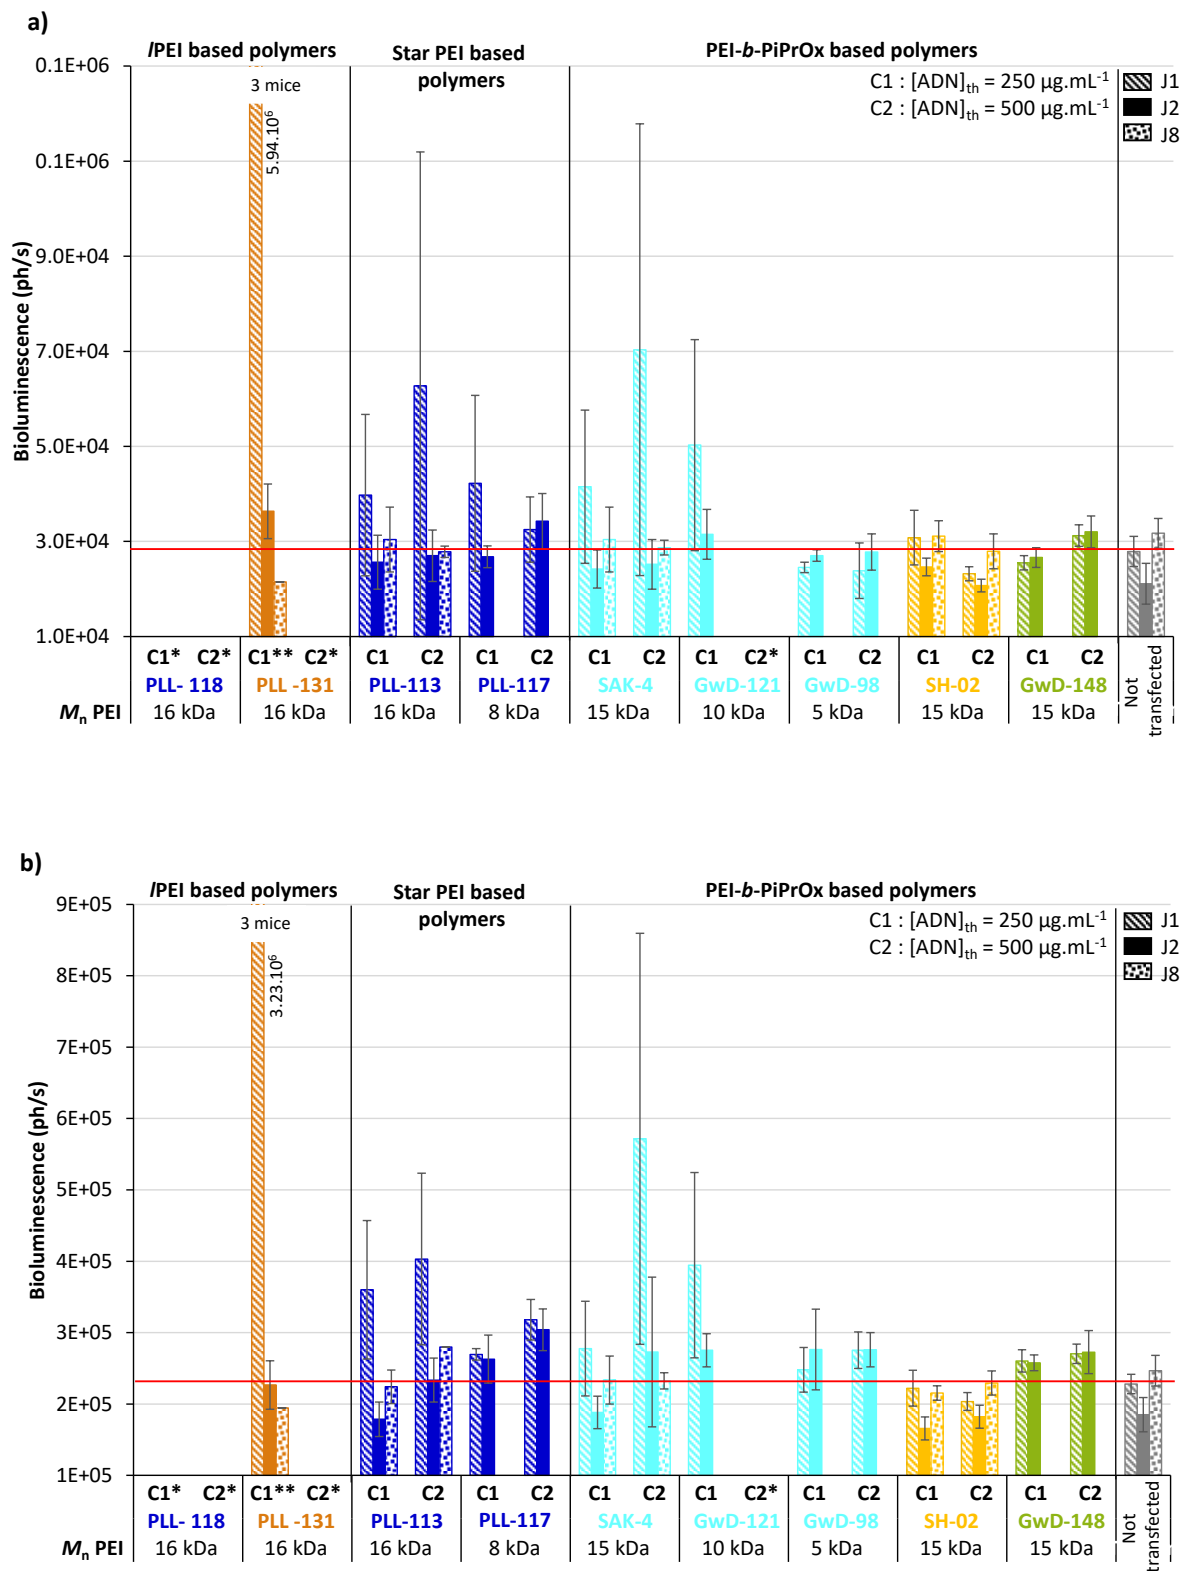 a)
lPEI based polymers
Star PEI based
polymers
PEI-b-PiPrOx based polymers
0.1E+06
3 mice
5.94.10⁶
C1 : [ADN]th = 250 µg.mL-1
C2 : [ADN]th = 500 µg.mL-1
J1
J2
J8
0.1E+06
9.0E+04
7.0E+04
5.0E+04
3.0E+04
1.0E+04
Bioluminescence (ph/s)
C1* C2* C1** C2* C1 C2 C1 C2 C1 C2 C1 C2* C1 C2 C1 C2 C1 C2
PLL- 118 PLL -131 PLL-113 PLL-117 SAK-4 GwD-121 GwD-98 SH-02 GwD-148
Not
transfected
Mn PEI 16 kDa 16 kDa 16 kDa 8 kDa 15 kDa 10 kDa 5 kDa 15 kDa 15 kDa
b)
lPEI based polymers
Star PEI based
polymers
PEI-b-PiPrOx based polymers
9E+05
3 mice
3.23.10⁶
C1 : [ADN]th = 250 µg.mL-1
C2 : [ADN]th = 500 µg.mL-1
J1
J2
J8
8E+05
7E+05
6E+05
5E+05
4E+05
3E+05
2E+05
1E+05
Bioluminescence (ph/s)
C1* C2* C1** C2* C1 C2 C1 C2 C1 C2 C1 C2* C1 C2 C1 C2 C1 C2
PLL- 118 PLL -131 PLL-113 PLL-117 SAK-4 GwD-121 GwD-98 SH-02 GwD-148
Not
transfected
Mn PEI 16 kDa 16 kDa 16 kDa 8 kDa 15 kDa 10 kDa 5 kDa 15 kDa 15 kDa